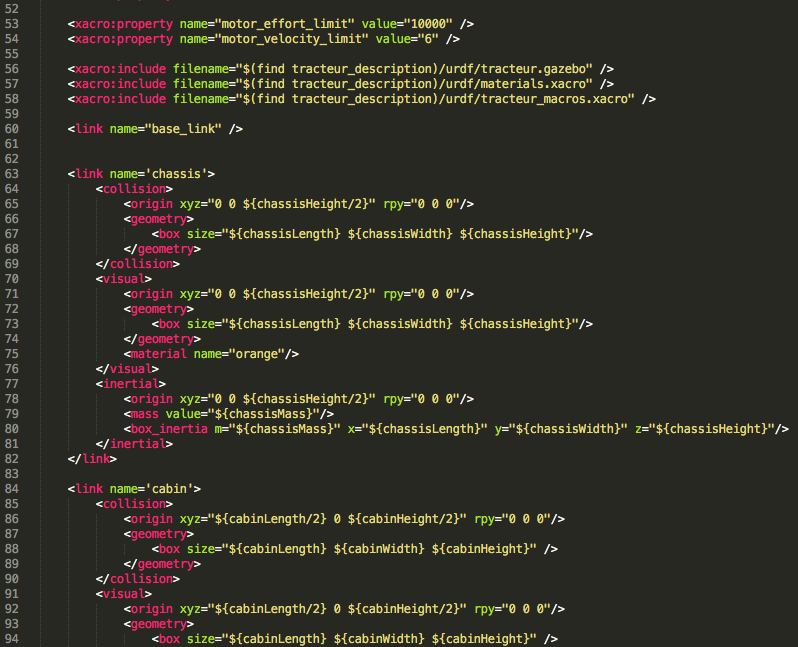 52
53 <xacro:property name="motor_effort_limit" value="10000" />
54 <xacro:property name="motor_velocity_limit" value="6" />
55
56 <xacro:include filename="$(find tracteur_description)/urdf/tracteur.gazebo" />
57 <xacro:include filename="$(find tracteur_description)/urdf/materials.xacro" />
58 <xacro:include filename="$(find tracteur_description)/urdf/tracteur_macros.xacro" />
59
60 <link name="base_link" />
61
62
63 <link name='chassis'>
64 <collision>
65 <origin xyz="0 0 ${chassisHeight/2}" rpy="0 0 0"/>
66 <geometry>
67 <box size="${chassisLength} ${chassisWidth} ${chassisHeight}"/>
68 </geometry>
69 </collision>
70 <visual>
71 <origin xyz="0 0 ${chassisHeight/2}" rpy="0 0 0"/>
72 <geometry>
73 <box size="${chassisLength} ${chassisWidth} ${chassisHeight}"/>
74 </geometry>
75 <material name="orange"/>
76 </visual>
77 <inertial>
78 <origin xyz="0 0 ${chassisHeight/2}" rpy="0 0 0"/>
79 <mass value="${chassisMass}"/>
80 <box_inertia m="${chassisMass}" x="${chassisLength}" y="${chassisWidth}" z="${chassisHeight}"/>
81 </inertial>
82 </link>
83
84 <link name='cabin'>
85 <collision>
86 <origin xyz="${cabinLength/2} 0 ${cabinHeight/2}" rpy="0 0 0"/>
87 <geometry>
88 <box size="${cabinLength} ${cabinWidth} ${cabinHeight}" />
89 </geometry>
90 </collision>
91 <visual>
92 <origin xyz="${cabinLength/2} 0 ${cabinHeight/2}" rpy="0 0 0"/>
93 <geometry>
94 <box size="${cabinLength} ${cabinWidth} ${cabinHeight}" />